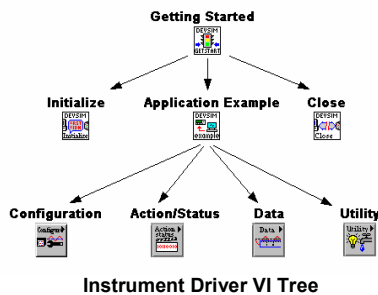 Getting Started
DEVSIM
GETSTART
Initialize
Application Example
Close
DEVSIM
Initialize
DEVSIM
example
DEVSIM
Close
Configuration
Action/Status
Data
Utility
Config
Action
status
Data
Utility
Instrument Driver VI Tree